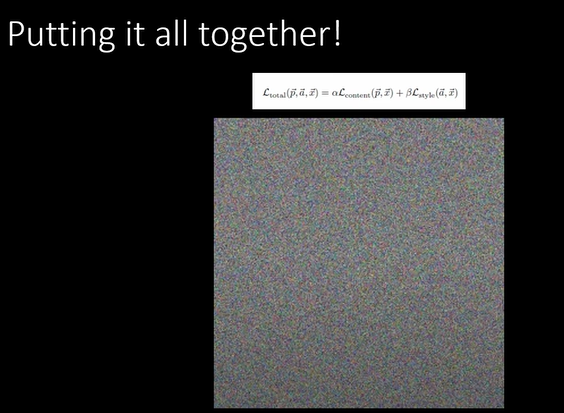 Putting it all together!
𝓛total(p⃗, a⃗, x⃗) = α𝓛content(p⃗, x⃗) + β𝓛style(a⃗, x⃗)